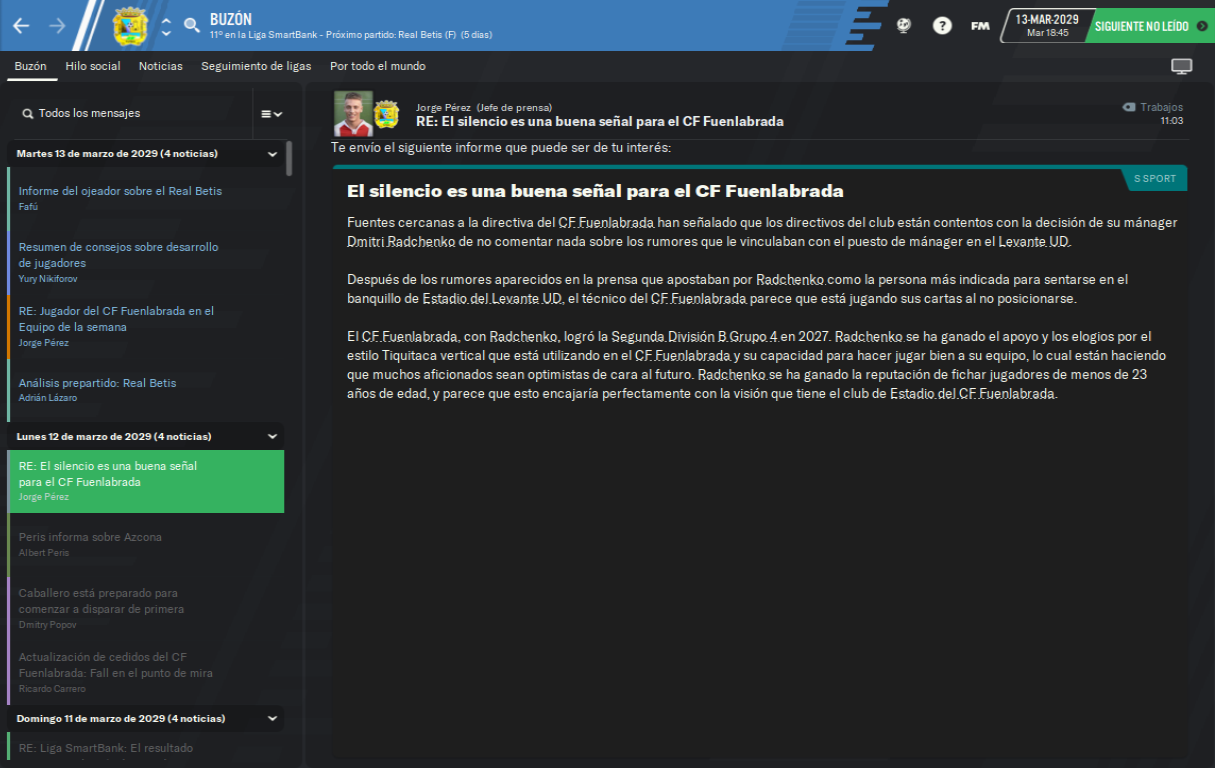 BUZÓN
11º en la Liga SmartBank - Próximo partido: Real Betis (F) (5 días)
?
FM
13-MAR-2029
Mar 18:45
SIGUIENTE NO LEÍDO
Buzón
Hilo social
Noticias
Seguimiento de ligas
Por todo el mundo
Todos los mensajes
Martes 13 de marzo de 2029 (4 noticias)
Informe del ojeador sobre el Real Betis
Fafú
Resumen de consejos sobre desarrollo
de jugadores
Yury Nikiforov
RE: Jugador del CF Fuenlabrada en el
Equipo de la semana
Jorge Pérez
Análisis prepartido: Real Betis
Adrián Lázaro
Lunes 12 de marzo de 2029 (4 noticias)
RE: El silencio es una buena señal
para el CF Fuenlabrada
Jorge Pérez
Peris informa sobre Azcona
Albert Peris
Caballero está preparado para
comenzar a disparar de primera
Dmitry Popov
Actualización de cedidos del CF
Fuenlabrada: Fall en el punto de mira
Ricardo Carrero
Domingo 11 de marzo de 2029 (4 noticias)
RE: Liga SmartBank: El resultado
Jorge Pérez (Jefe de prensa)
RE: El silencio es una buena señal para el CF Fuenlabrada
Trabajos
11:03
Te envío el siguiente informe que puede ser de tu interés:
S SPORT
El silencio es una buena señal para el CF Fuenlabrada
Fuentes cercanas a la directiva del CF Fuenlabrada han señalado que los directivos del club están contentos con la decisión de su mánager
Dmitri Radchenko de no comentar nada sobre los rumores que le vinculaban con el puesto de mánager en el Levante UD.
Después de los rumores aparecidos en la prensa que apostaban por Radchenko como la persona más indicada para sentarse en el
banquillo de Estadio del Levante UD, el técnico del CF Fuenlabrada parece que está jugando sus cartas al no posicionarse.
El CF Fuenlabrada, con Radchenko, logró la Segunda División B Grupo 4 en 2027. Radchenko se ha ganado el apoyo y los elogios por el
estilo Tiquitaca vertical que está utilizando en el CF Fuenlabrada y su capacidad para hacer jugar bien a su equipo, lo cual están haciendo
que muchos aficionados sean optimistas de cara al futuro. Radchenko se ha ganado la reputación de fichar jugadores de menos de 23
años de edad, y parece que esto encajaría perfectamente con la visión que tiene el club de Estadio del CF Fuenlabrada.